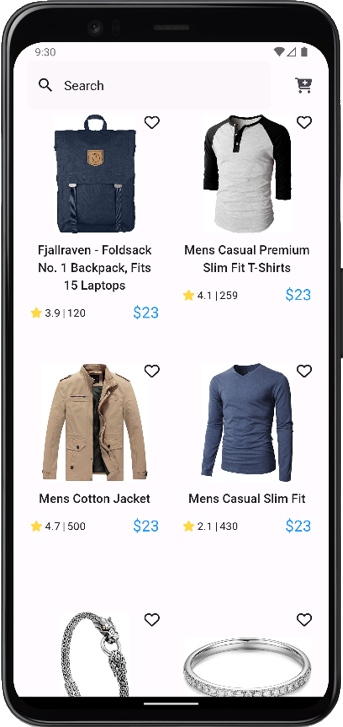 9:30
Search
Fjallraven - Foldsack
No. 1 Backpack, Fits
15 Laptops
3.9 | 120
$23
Mens Casual Premium
Slim Fit T-Shirts
4.1 | 259
$23
Mens Cotton Jacket
4.7 | 500
$23
Mens Casual Slim Fit
2.1 | 430
$23